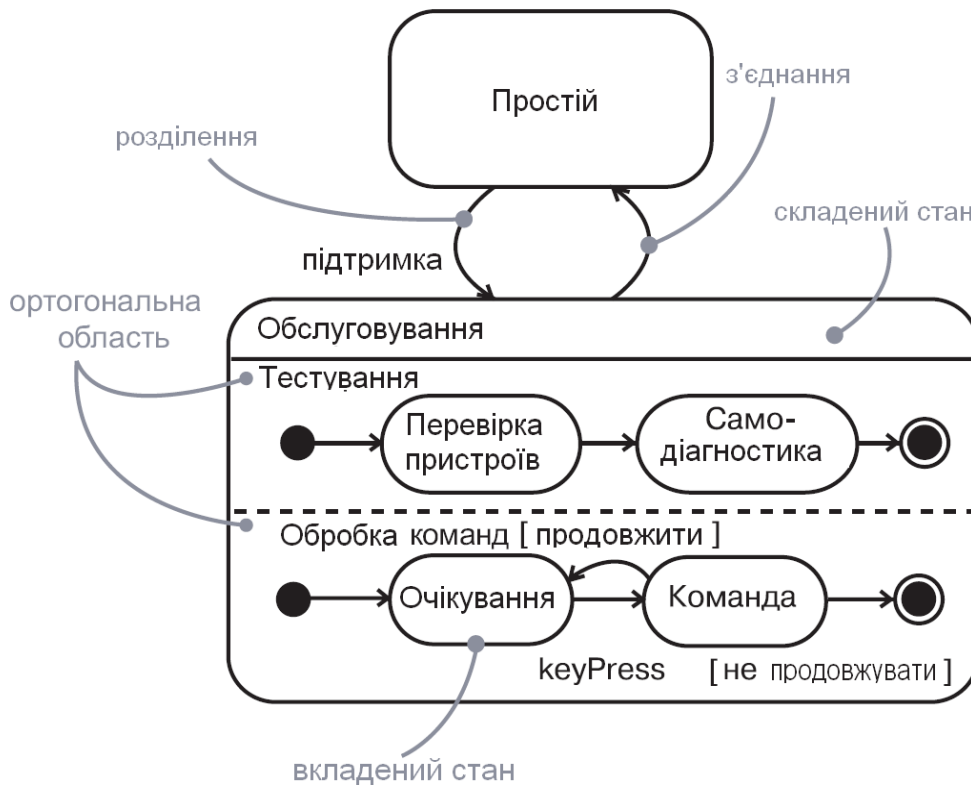 Простій
з'єднання
розділення
складений стан
підтримка
ортогональна
область
Обслуговування
Тестування
Перевірка
пристроїв
Само-
діагностика
Обробка команд [ продовжити ]
Очікування
Команда
keyPress [ не продовжувати ]
вкладений стан